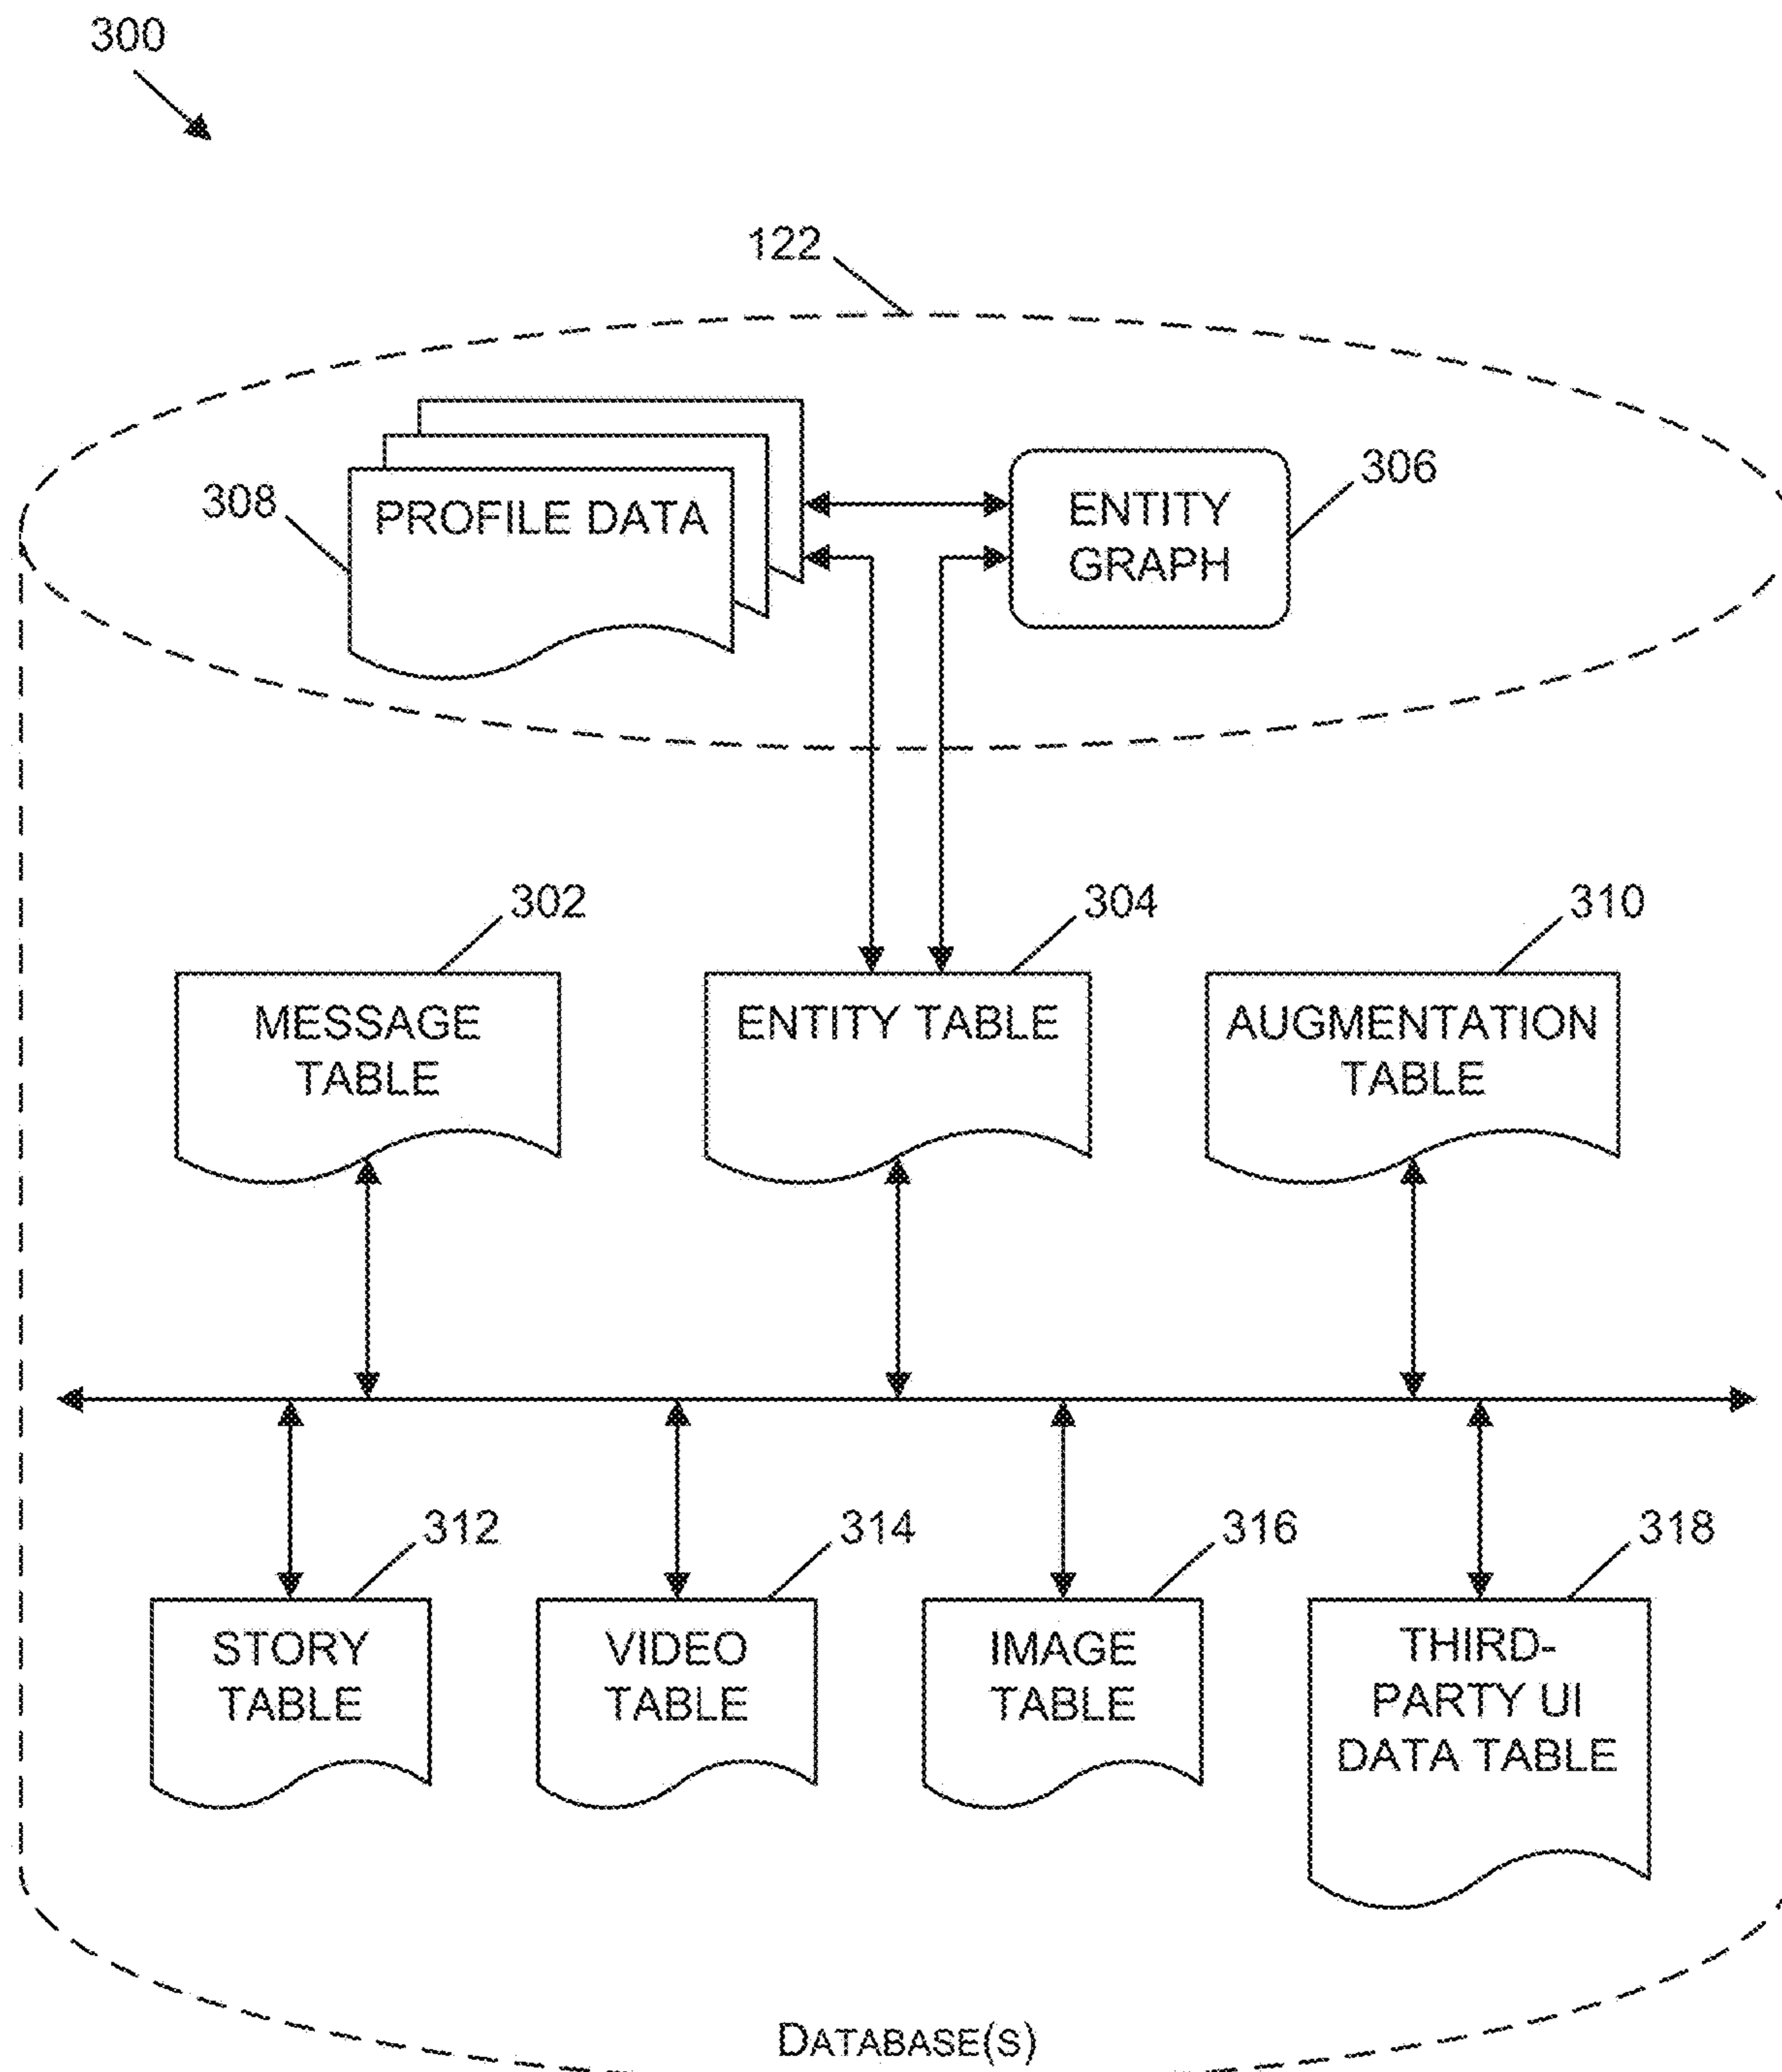 300
122
308
PROFILE DATA
ENTITY
GRAPH
306
302
304
310
MESSAGE
TABLE
ENTITY TABLE
AUGMENTATION
TABLE
312
314
316
318
STORY
TABLE
VIDEO
TABLE
IMAGE
TABLE
THIRD-
PARTY UI
DATA TABLE
DATABASE(S)